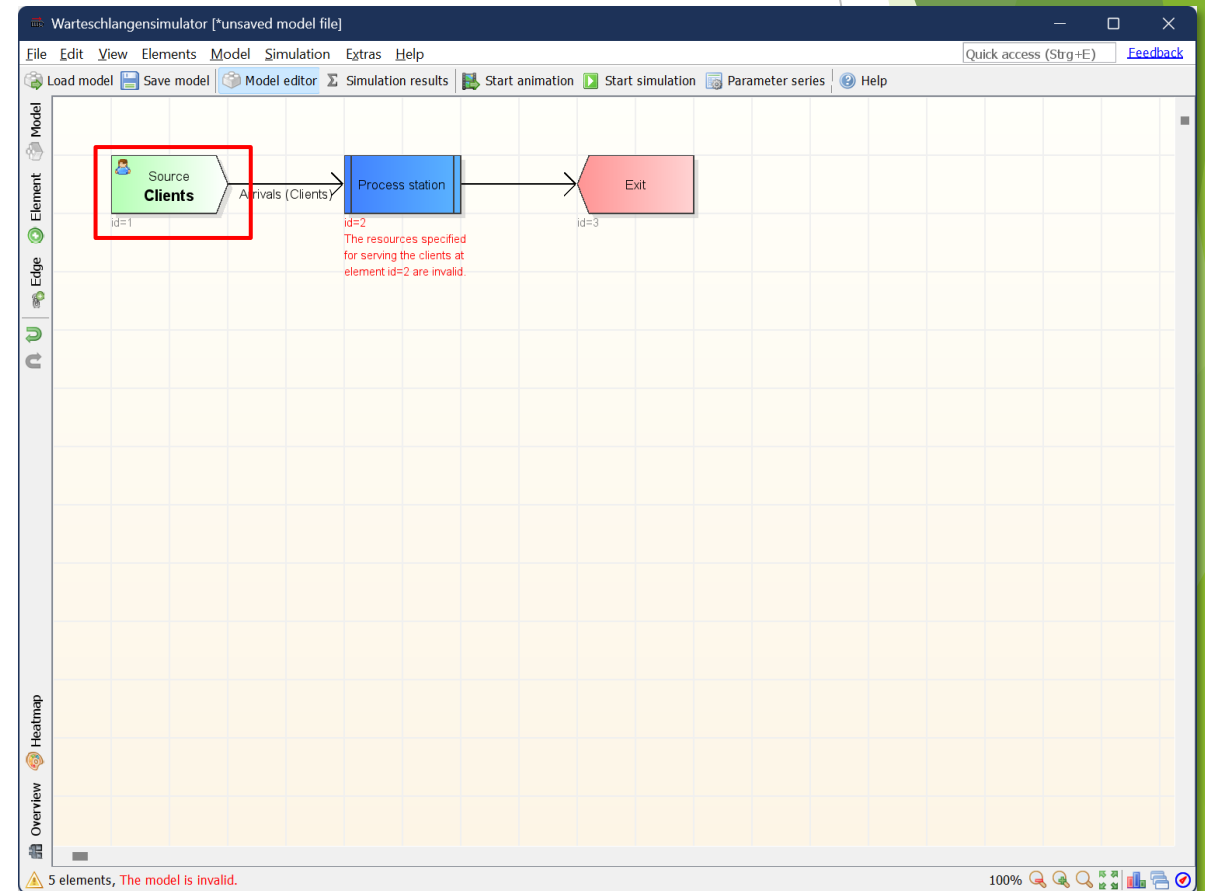 Warteschlangensimulator [*unsaved model file]
File Edit View Elements Model Simulation Extras Help
Quick access (Strg+E)
Feedback
Load model Save model Model editor Σ Simulation results Start animation Start simulation Parameter series Help
Model
Element
Edge
Source
Clients
id=1
Arrivals (Clients)
Process station
id=2
The resources specified
for serving the clients at
element id=2 are invalid.
Exit
id=3
Heatmap
Overview
5 elements, The model is invalid.
100%